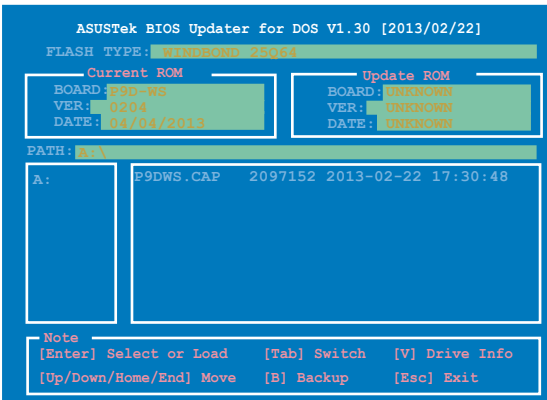 ASUSTek BIOS Updater for DOS V1.30 [2013/02/22]
FLASH TYPE: WINDBOND 25Q64
Current ROM
BOARD: P9D-WS
VER: 0204
DATE: 04/04/2013
Update ROM
BOARD: UNKNOWN
VER: UNKNOWN
DATE: UNKNOWN
PATH: A:\
A:
P9DWS.CAP 2097152 2013-02-22 17:30:48
Note
[Enter] Select or Load [Tab] Switch [V] Drive Info
[Up/Down/Home/End] Move [B] Backup [Esc] Exit